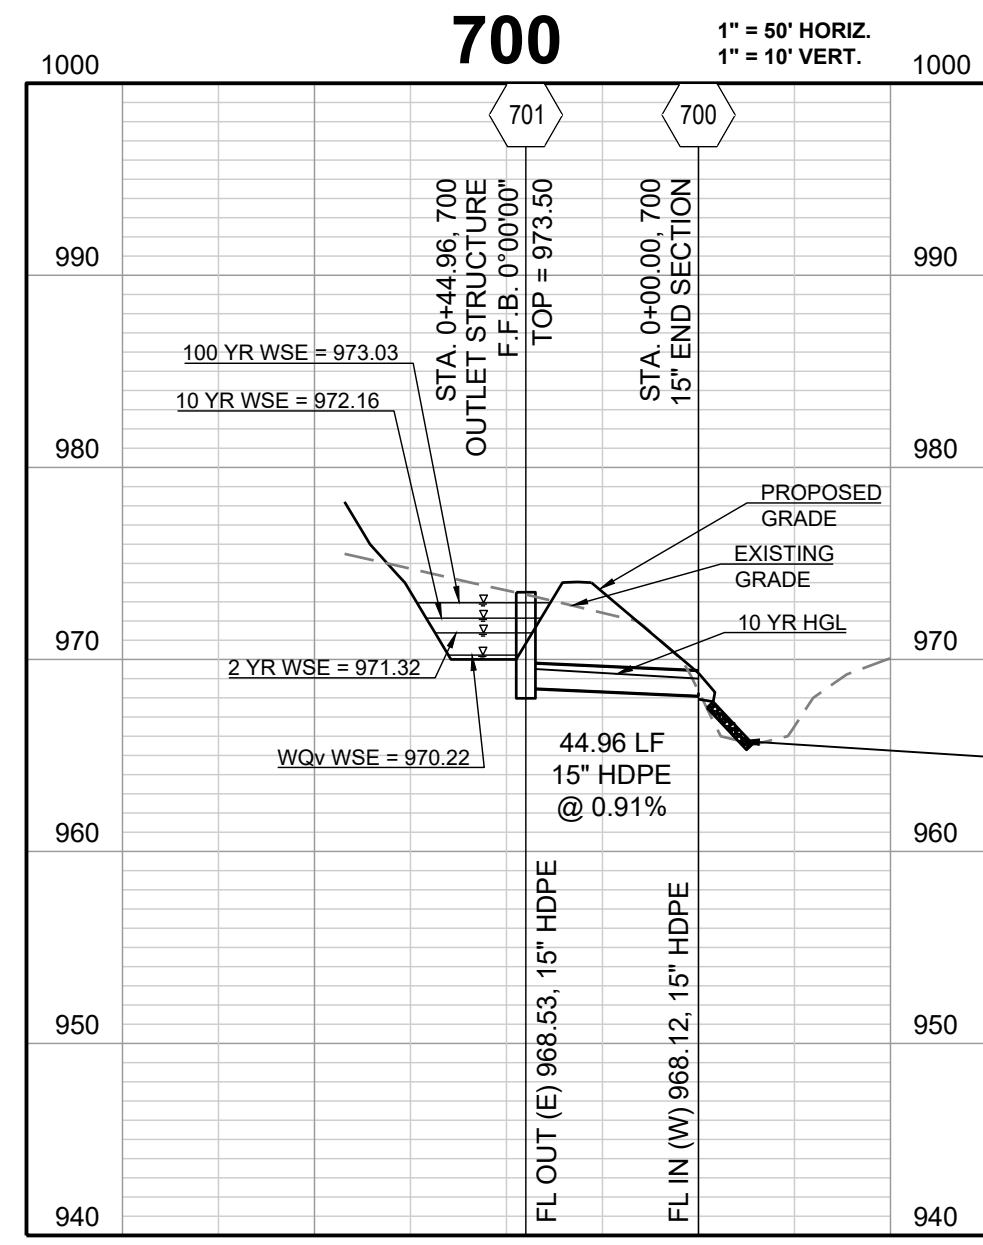 700
1" = 50' HORIZ.
1" = 10' VERT.
1000
1000
701
700
STA. 0+44.96, 700
OUTLET STRUCTURE
F.F.B. 0°00'00"
TOP = 973.50
STA. 0+00.00, 700
15" END SECTION
990
990
100 YR WSE = 973.03
10 YR WSE = 972.16
980
980
PROPOSED
GRADE
EXISTING
GRADE
10 YR HGL
970
970
2 YR WSE = 971.32
WQv WSE = 970.22
44.96 LF
15" HDPE
@ 0.91%
960
960
FL OUT (E) 968.53, 15" HDPE
FL IN (W) 968.12, 15" HDPE
950
950
940
940